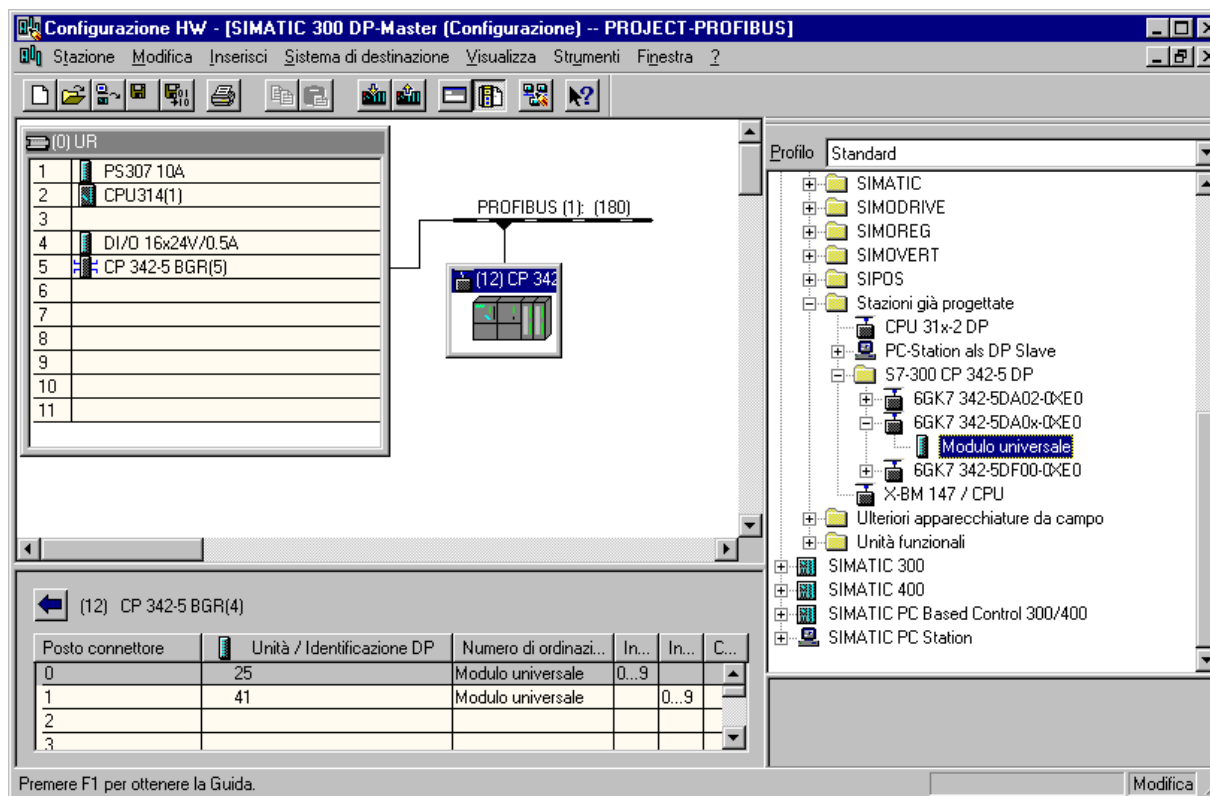 Configurazione HW - [SIMATIC 300 DP-Master (Configurazione) -- PROJECT-PROFIBUS]
Stazione Modifica Inserisci Sistema di destinazione Visualizza Strumenti Finestra ?
(0) UR
1 PS307 10A
2 CPU314(1)
3
4 DI/O 16x24V/0.5A
5 CP 342-5 BGR(5)
6
7
8
9
10
11
PROFIBUS (1): (180)
(12) CP 342
Profilo Standard
SIMATIC
SIMODRIVE
SIMOREG
SIMOVERT
SIPOS
Stazioni già progettate
CPU 31x-2 DP
PC-Station als DP Slave
S7-300 CP 342-5 DP
6GK7 342-5DA02-0XE0
6GK7 342-5DA0x-0XE0
Modulo universale
6GK7 342-5DF00-0XE0
X-BM 147 / CPU
Ulteriori apparecchiature da campo
Unità funzionali
SIMATIC 300
SIMATIC 400
SIMATIC PC Based Control 300/400
SIMATIC PC Station
(12) CP 342-5 BGR(4)
Posto connettore Unità / Identificazione DP Numero di ordinazi... In... In... C...
0 25 Modulo universale 0...9
1 41 Modulo universale 0...9
2
3
Premere F1 per ottenere la Guida.
Modifica